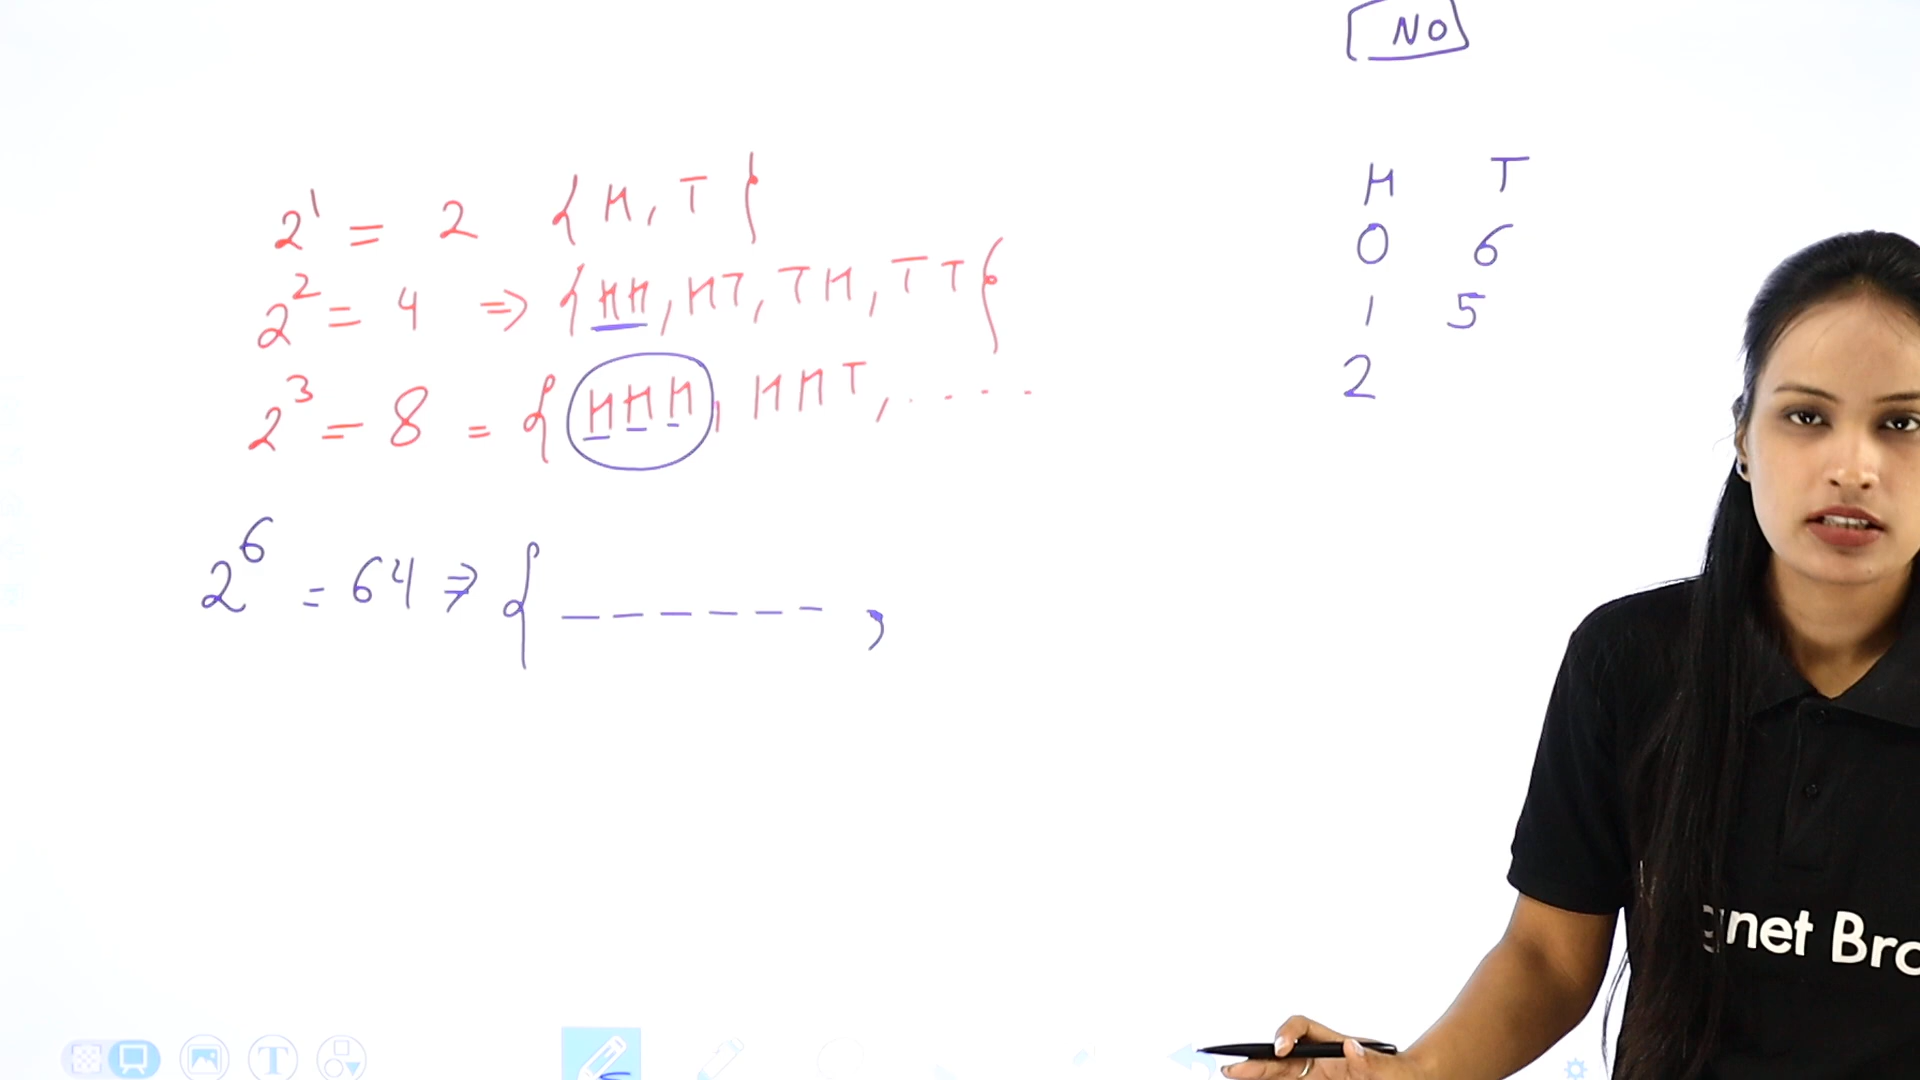 NO
2¹ = 2 {H, T}
2² = 4 ⇒ {HH, HT, TH, TT}
2³ = 8 = {HHH, HHT, ....
2⁶ = 64 ⇒ { _ _ _ _ _ _ ,
H T
0 6
1 5
2
T
net Bro